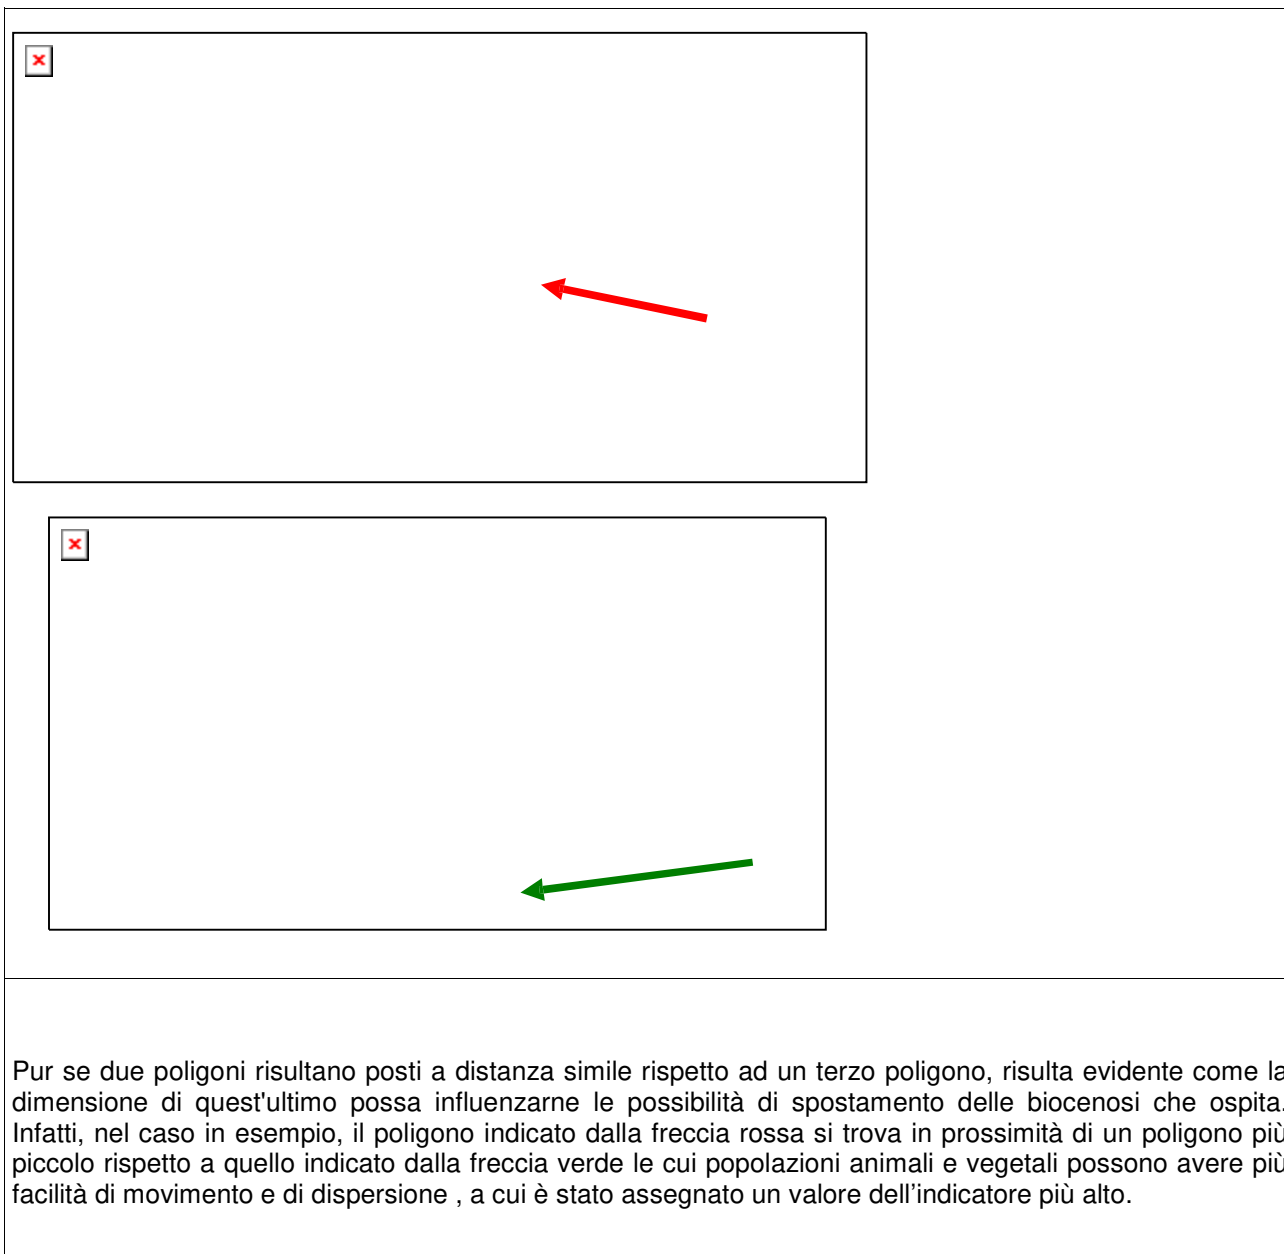 Pur se due poligoni risultano posti a distanza simile rispetto ad un terzo poligono, risulta evidente come la
dimensione di quest'ultimo possa influenzarne le possibilità di spostamento delle biocenosi che ospita.
Infatti, nel caso in esempio, il poligono indicato dalla freccia rossa si trova in prossimità di un poligono più
piccolo rispetto a quello indicato dalla freccia verde le cui popolazioni animali e vegetali possono avere più
facilità di movimento e di dispersione , a cui è stato assegnato un valore dell’indicatore più alto.